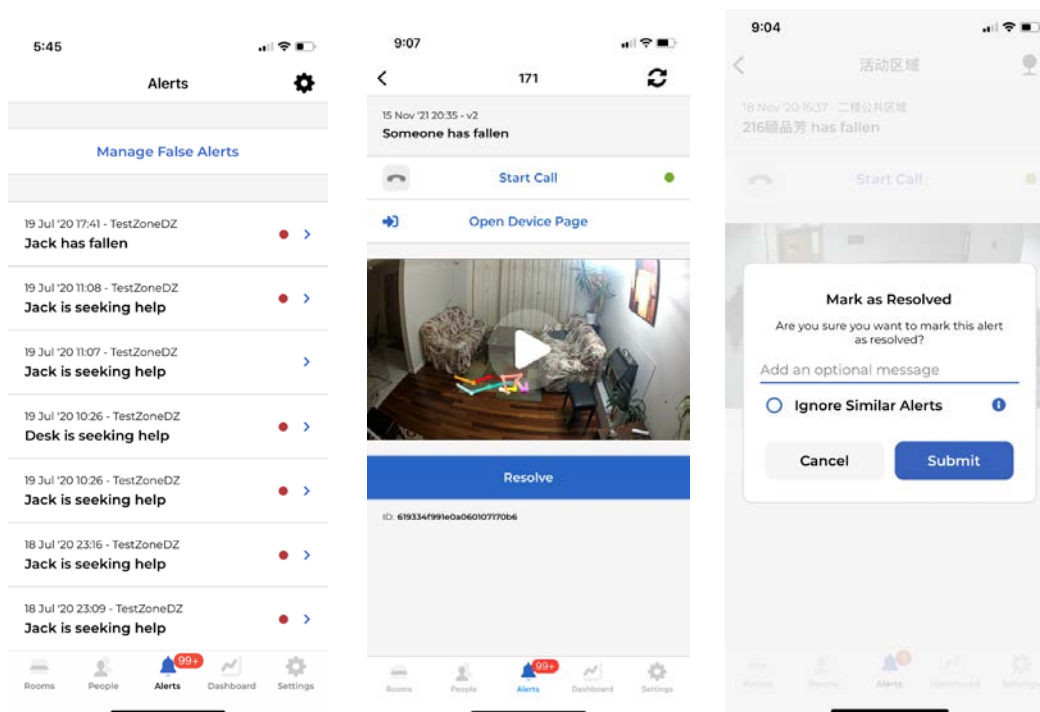 5:45
Alerts
Manage False Alerts
19 Jul '20 17:41 - TestZoneDZ
Jack has fallen
19 Jul '20 11:08 - TestZoneDZ
Jack is seeking help
19 Jul '20 11:07 - TestZoneDZ
Jack is seeking help
19 Jul '20 10:26 - TestZoneDZ
Desk is seeking help
19 Jul '20 10:26 - TestZoneDZ
Jack is seeking help
18 Jul '20 23:16 - TestZoneDZ
Jack is seeking help
18 Jul '20 23:09 - TestZoneDZ
Jack is seeking help
99+
Rooms People Alerts Dashboard Settings
9:07
171
15 Nov '21 20:35 - v2
Someone has fallen
Start Call
Open Device Page
Resolve
ID: 619334f991e0a060107170b6
99+
Rooms People Alerts Dashboard Settings
9:04
活动区域
18 Nov '20 15:37 - 二楼公共区域
216顾品芳 has fallen
Start Call
Mark as Resolved
Are you sure you want to mark this alert
as resolved?
Add an optional message
Ignore Similar Alerts
Cancel Submit
Rooms People Alerts Dashboard Settings